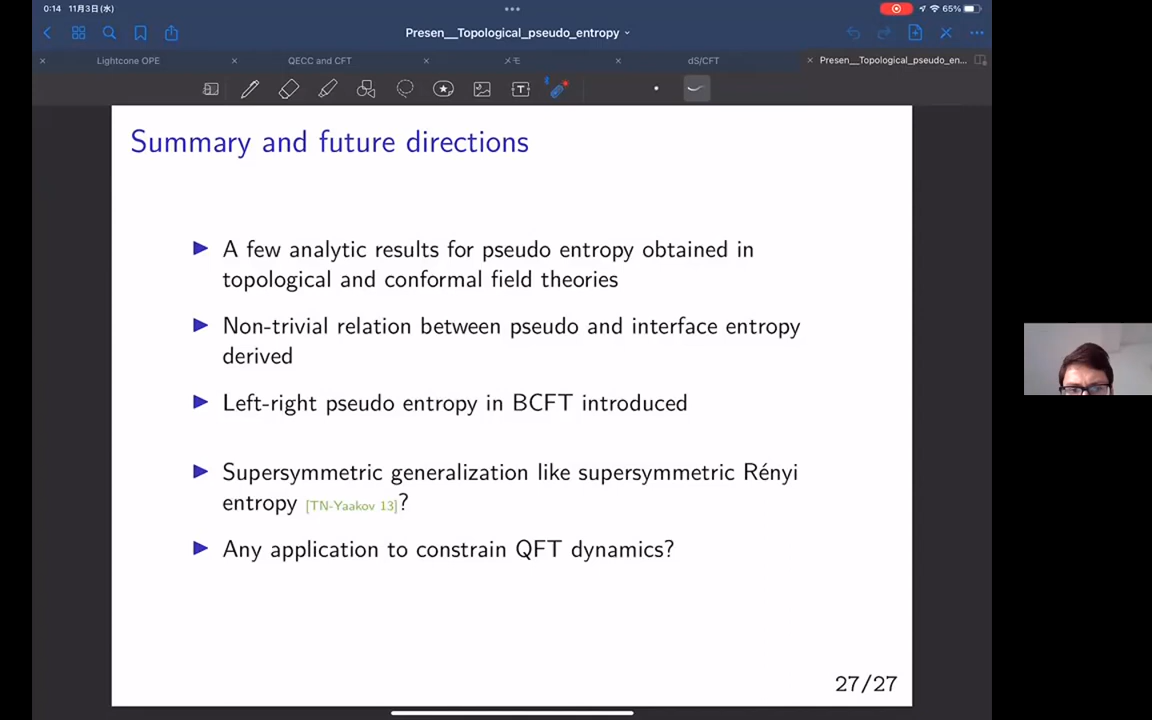 0:14 11月3日(水)
65%
Presen__Topological_pseudo_entropy
Lightcone OPE
QECC and CFT
メモ
dS/CFT
Presen__Topological_pseudo_en...
Summary and future directions
A few analytic results for pseudo entropy obtained in
topological and conformal field theories
Non-trivial relation between pseudo and interface entropy
derived
Left-right pseudo entropy in BCFT introduced
Supersymmetric generalization like supersymmetric Rényi
entropy [TN-Yaakov 13]?
Any application to constrain QFT dynamics?
27/27